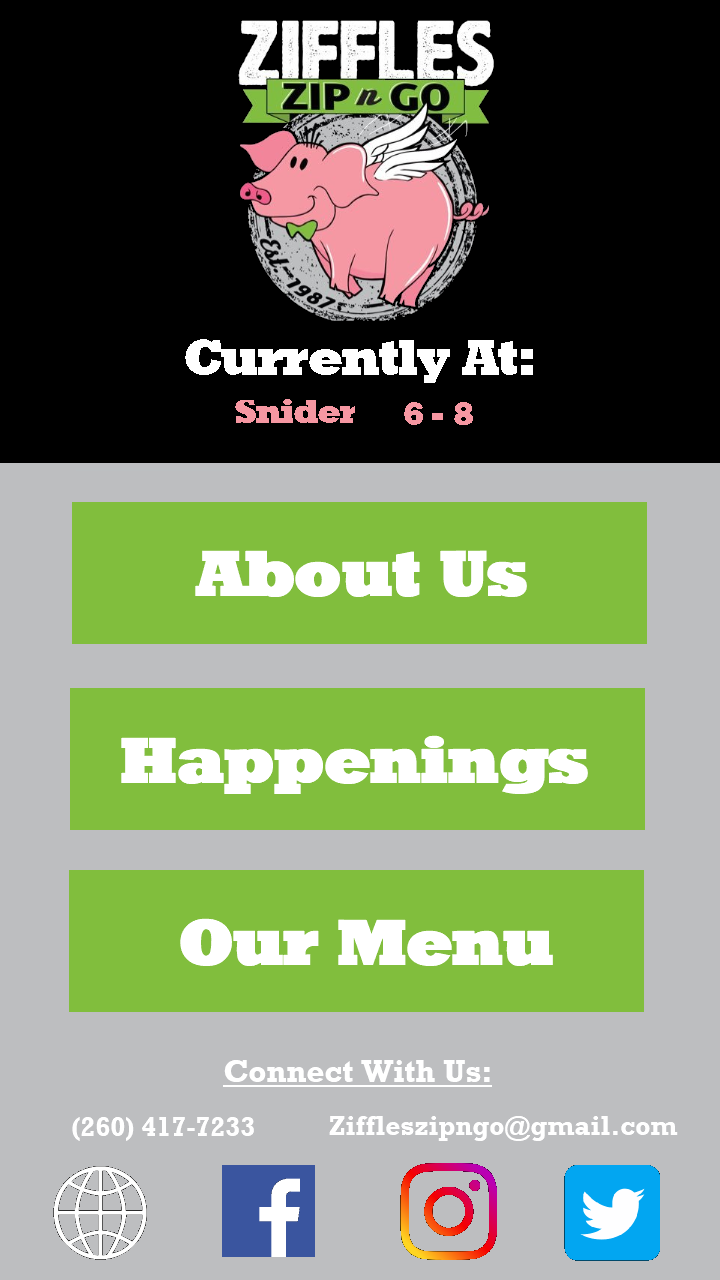 ZIFFLES
ZIP n GO
Est. 1987
Currently At:
Snider 6 - 8
About Us
Happenings
Our Menu
Connect With Us:
(260) 417-7233 Ziffleszipngo@gmail.com